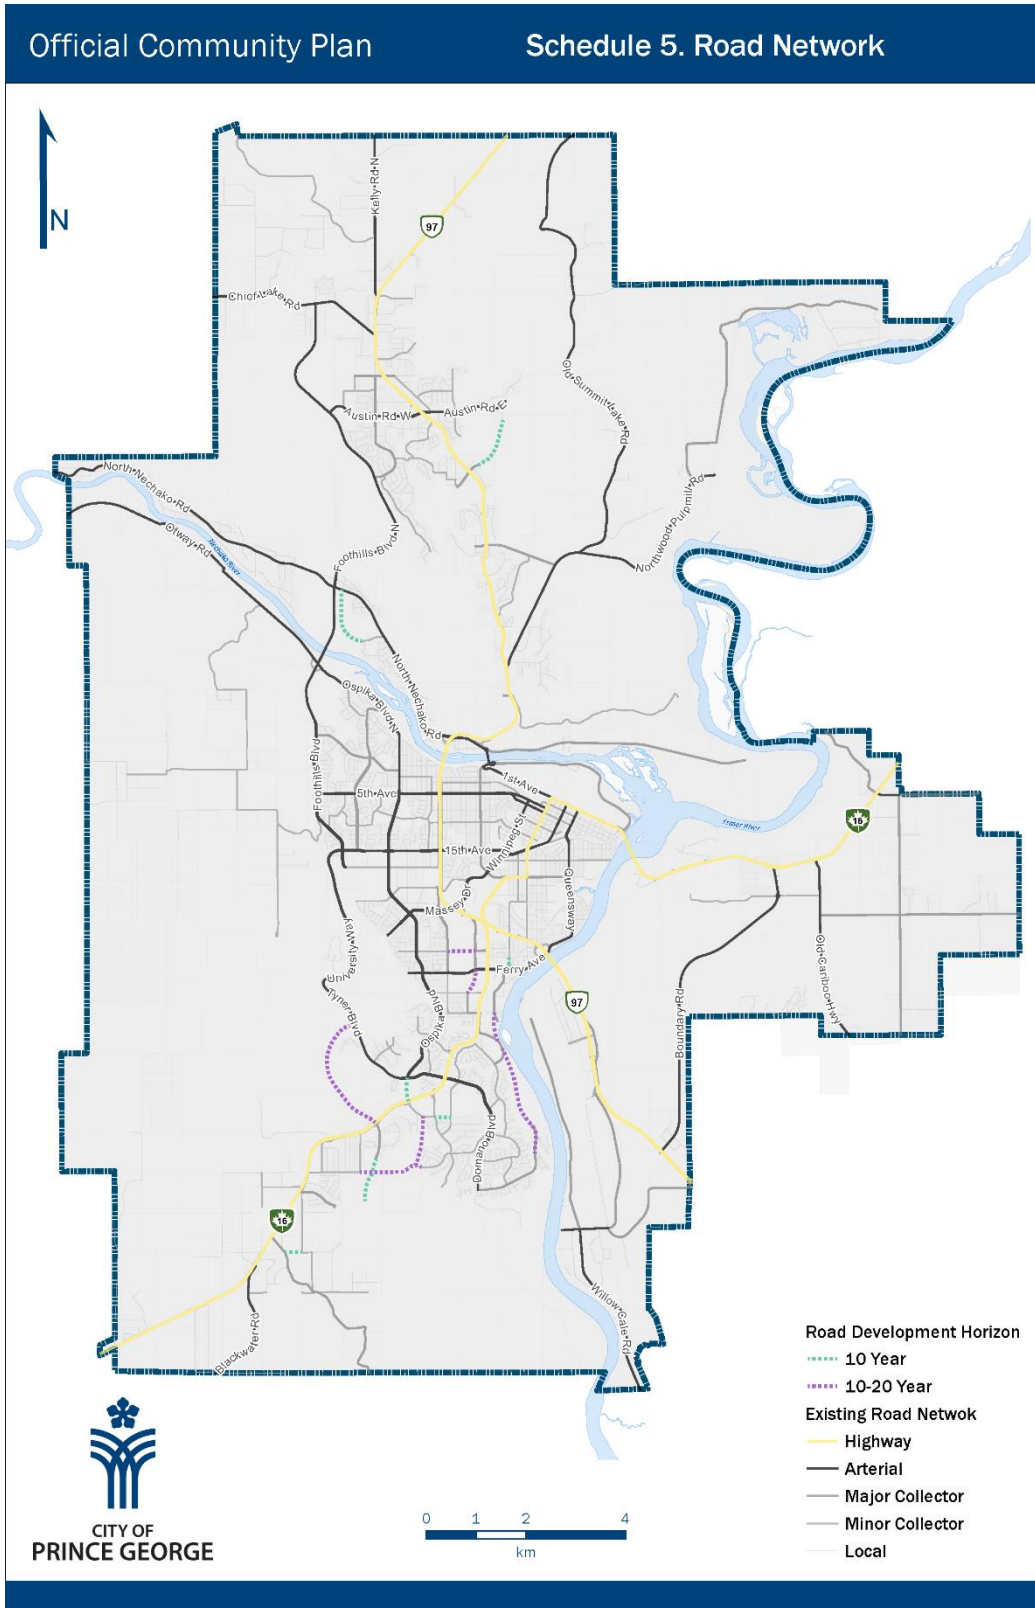 Official Community Plan
Schedule 5. Road Network
N
Kelly Rd N
97
Chief Lake Rd
Old Summit Lake Rd
Austin Rd W
Austin Rd E
North Nechako Rd
Otway Rd
Nechako River
Foothills Blvd N
Northwood Pulpmill Rd
North Nechako Rd
Ospika Blvd N
Foothills Blvd
1st Ave
5th Ave
Winnipeg St
Fraser River
16
15th Ave
Queensway
Massey Dr
University Way
Old Cariboo Hwy
Ferry Ave
Tyner Blvd
Ospika Blvd
97
Boundary Rd
Domano Blvd
16
Willow Cale Rd
Blackwater Rd
Road Development Horizon
10 Year
10-20 Year
Existing Road Netwok
Highway
Arterial
Major Collector
Minor Collector
Local
CITY OF
PRINCE GEORGE
0 1 2 4
km